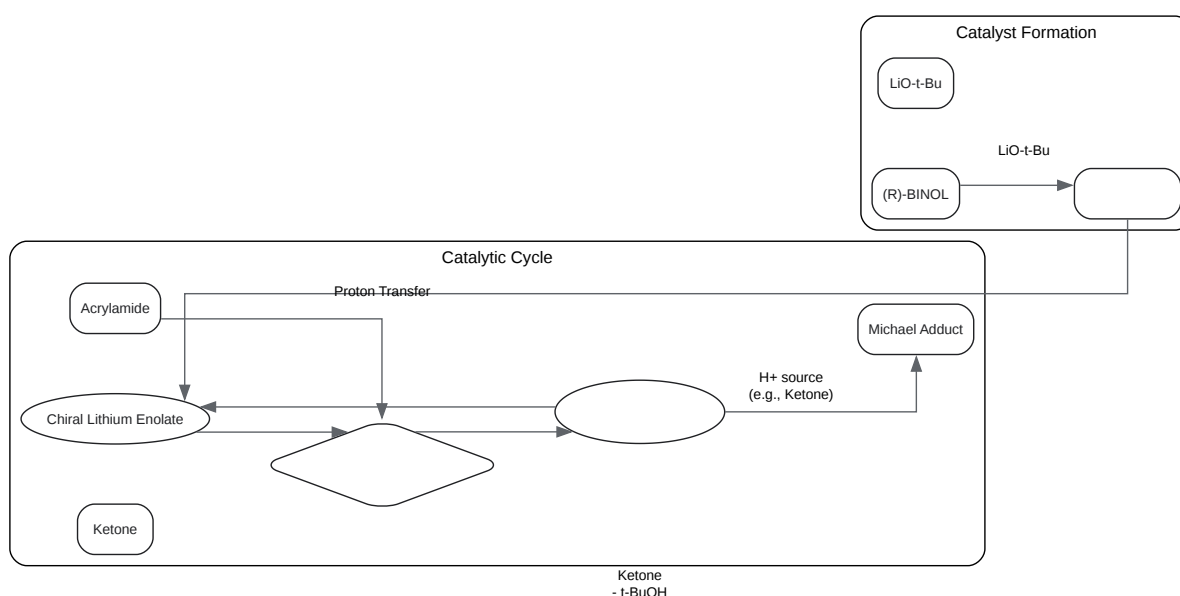 Catalyst Formation
LiO-t-Bu
LiO-t-Bu
(R)-BINOL
Catalytic Cycle
Proton Transfer
Acrylamide
Michael Adduct
H+ source
(e.g., Ketone)
Chiral Lithium Enolate
Ketone
Ketone
- t-BuOH